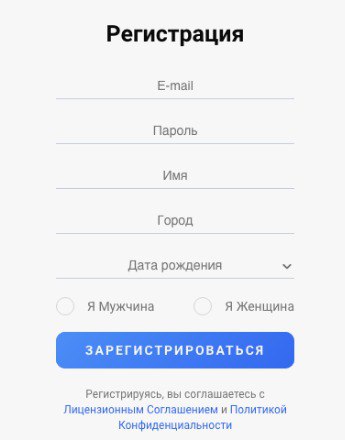 Регистрация
E-mail
Пароль
Имя
Город
Дата рождения
Я Мужчина Я Женщина
ЗАРЕГИСТРИРОВАТЬСЯ
Регистрируясь, вы соглашаетесь с
Лицензионным Соглашением и Политикой
Конфиденциальности